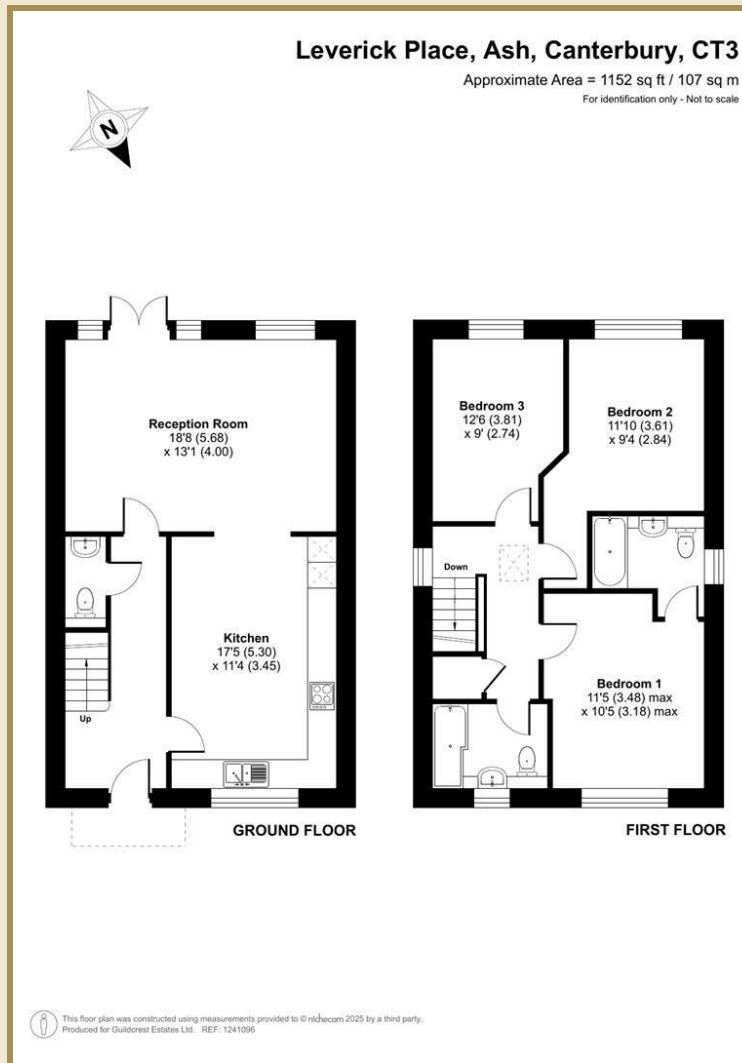 Leverick Place, Ash, Canterbury, CT3
Approximate Area = 1152 sq ft / 107 sq m
For identification only - Not to scale
N
Reception Room
18'8 (5.68)
x 13'1 (4.00)
Kitchen
17'5 (5.30)
x 11'4 (3.45)
Up
GROUND FLOOR
Bedroom 3
12'6 (3.81)
x 9' (2.74)
Bedroom 2
11'10 (3.61)
x 9'4 (2.84)
Down
Bedroom 1
11'5 (3.48) max
x 10'5 (3.18) max
FIRST FLOOR
This floor plan was constructed using measurements provided to © nichecom 2025 by a third party.
Produced for Guildcrest Estates Ltd. REF: 1241096